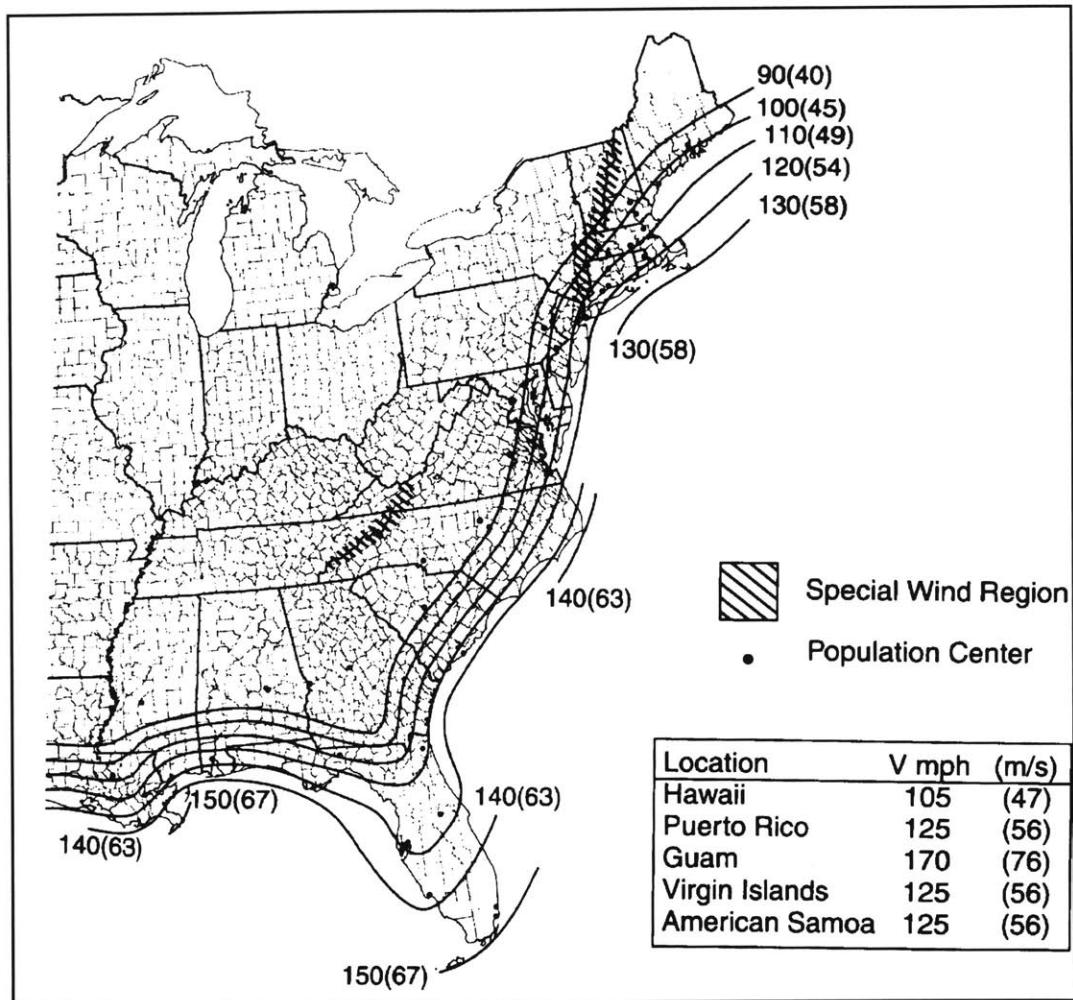 90(40)
100(45)
110(49)
120(54)
130(58)
130(58)
140(63)
Special Wind Region
Population Center
150(67)
140(63)
140(63)
150(67)
Location V mph (m/s)
Hawaii 105 (47)
Puerto Rico 125 (56)
Guam 170 (76)
Virgin Islands 125 (56)
American Samoa 125 (56)